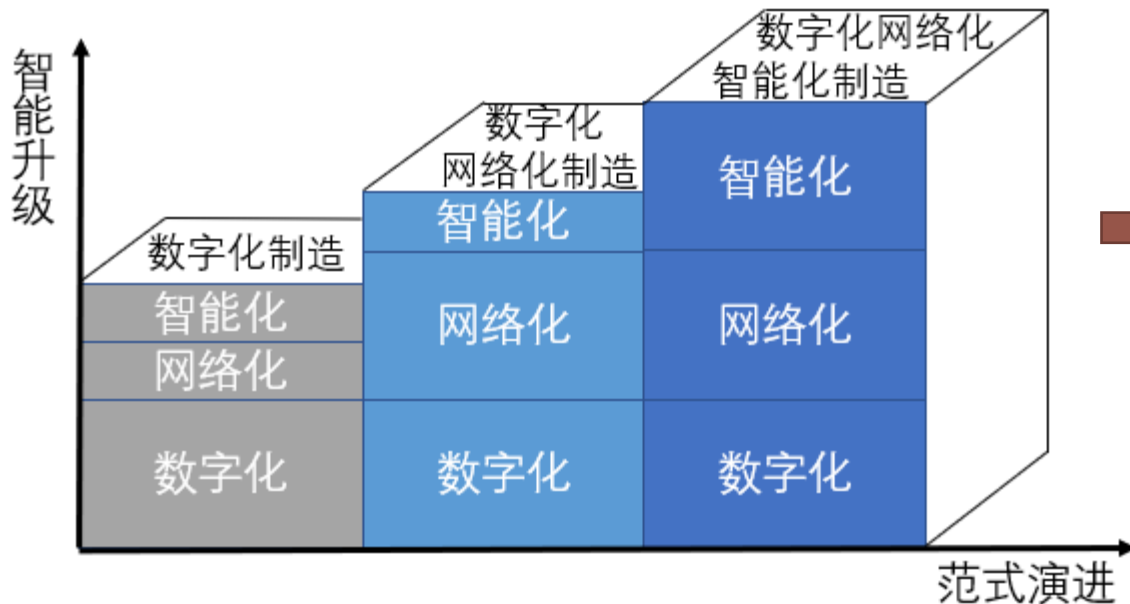 智能升级
数字化制造
智能化
网络化
数字化
数字化
网络化制造
智能化
网络化
数字化
数字化网络化
智能化制造
智能化
网络化
数字化
范式演进